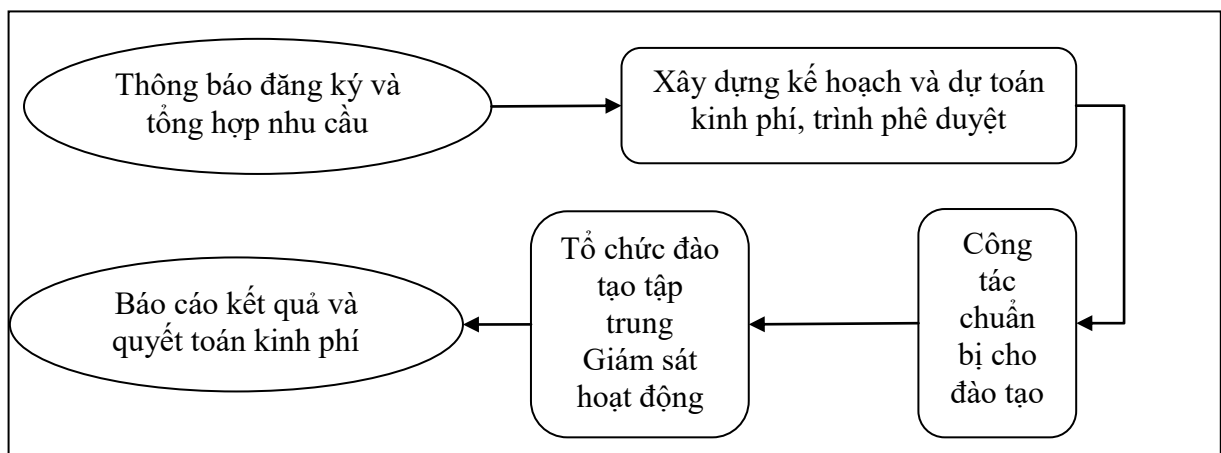 Thông báo đăng ký và
tổng hợp nhu cầu
Xây dựng kế hoạch và dự toán
kinh phí, trình phê duyệt
Công
tác
chuẩn
bị cho
đào tạo
Tổ chức đào
tạo tập
trung
Giám sát
hoạt động
Báo cáo kết quả và
quyết toán kinh phí